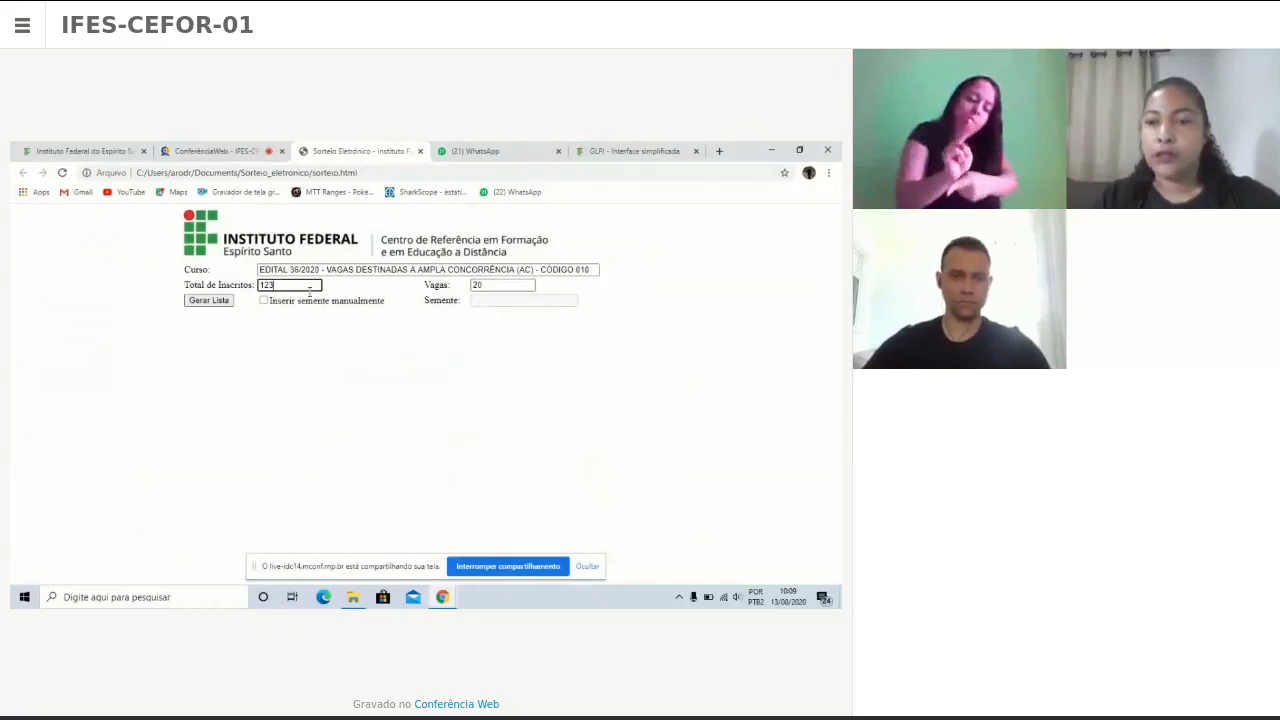 IFES-CEFOR-01
Instituto Federal do Espírito Sa
ConferênciaWeb - IFES-CE
Sorteio Eletrônico - Instituto F
(21) WhatsApp
GLPI - Interface simplificada
Arquivo | C:/Users/arodr/Documents/Sorteio_eletronico/sorteio.html
Apps
Gmail
YouTube
Maps
Gravador de tela gr...
MTT Ranges - Poke...
SharkScope - estatí...
(22) WhatsApp
INSTITUTO FEDERAL
Espírito Santo
Centro de Referência em Formação
e em Educação a Distância
Curso: EDITAL 36/2020 - VAGAS DESTINADAS À AMPLA CONCORRÊNCIA (AC) - CÓDIGO 010
Total de Inscritos: 123 Vagas: 20
Gerar Lista Inserir semente manualmente Semente:
O live-idc14.mconf.rnp.br está compartilhando sua tela. Interromper compartilhamento Ocultar
Digite aqui para pesquisar
POR
PTB2
10:09
13/08/2020
24
Gravado no Conferência Web